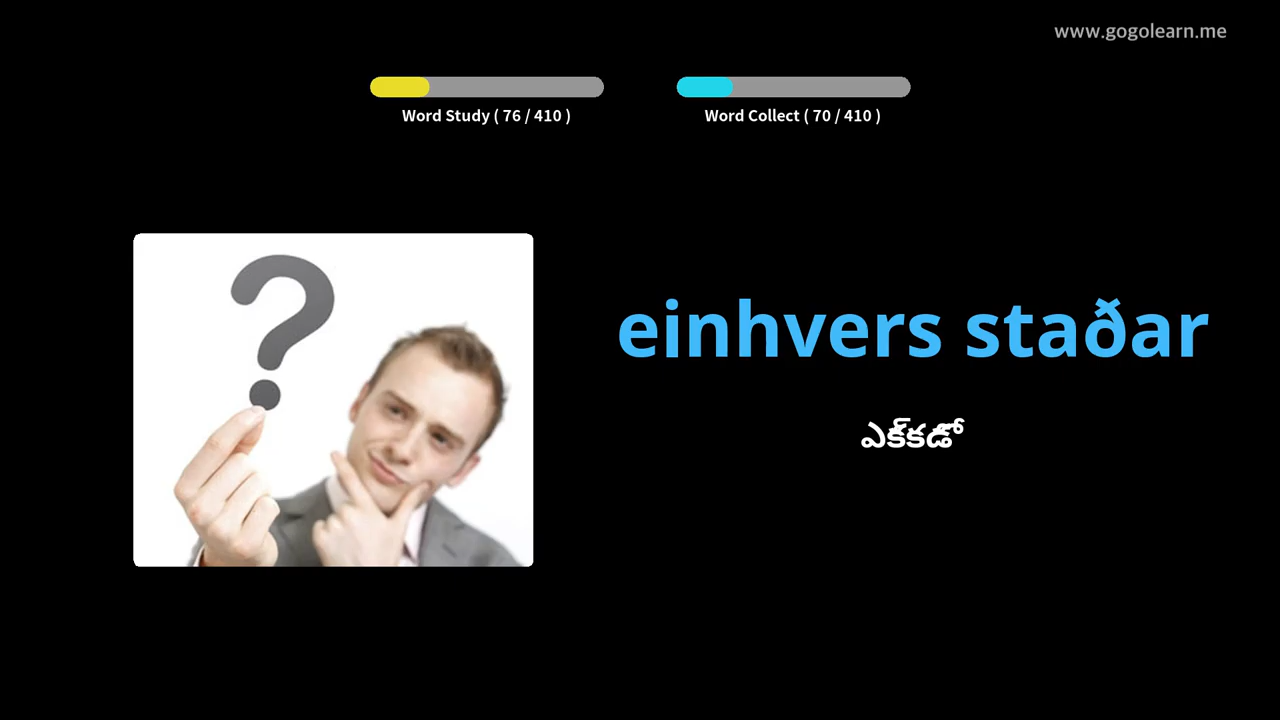 www.gogolearn.me
Word Study ( 76 / 410 )
Word Collect ( 70 / 410 )
einhvers staðar
ఎక్కడో